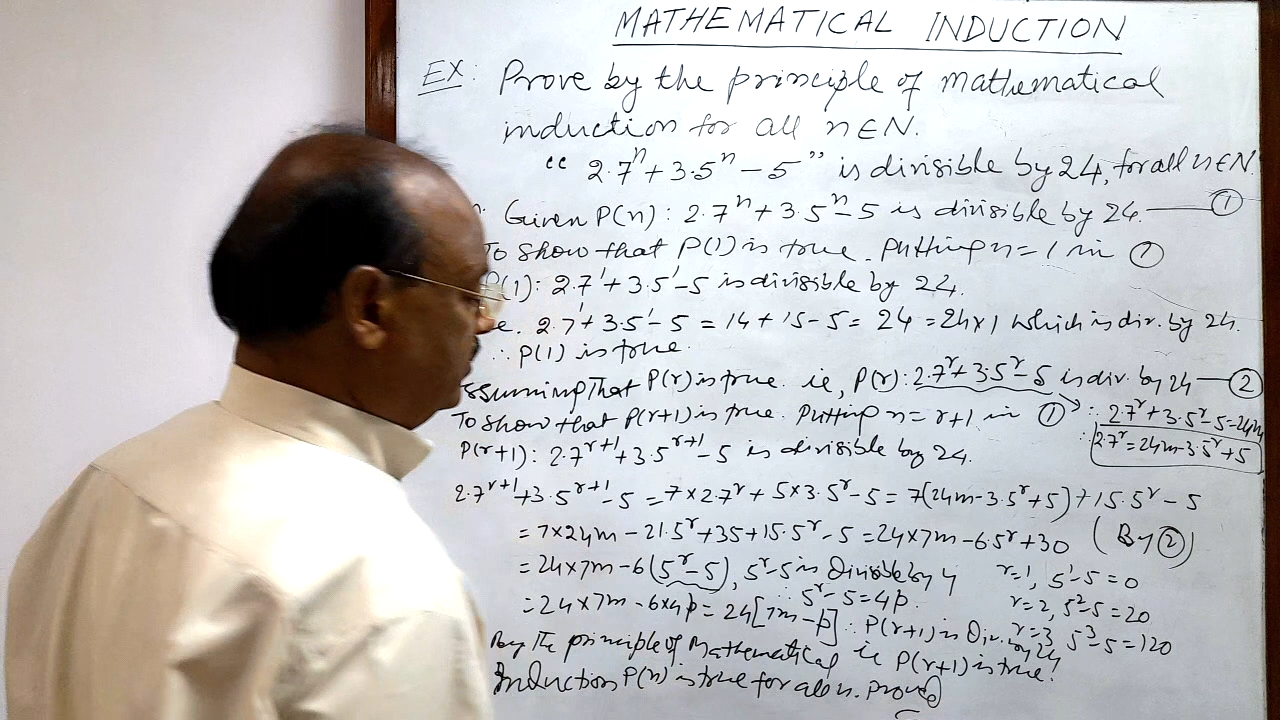 MATHEMATICAL INDUCTION
EX: Prove by the principle of mathematical
induction for all n∈N.
"2.7ⁿ+3.5ⁿ-5" is divisible by 24, for all n∈N.
Given P(n): 2.7ⁿ+3.5ⁿ-5 is divisible by 24. — ①
To show that P(1) is true. Putting n=1 in ①
P(1): 2.7¹+3.5¹-5 is divisible by 24.
e. 2.7¹+3.5¹-5 = 14+15-5 = 24 = 24×1 which is div. by 24.
∴ P(1) is true.
Assuming that P(r) is true. ie, P(r): 2.7ʳ+3.5ʳ-5 is div. by 24 — ②
To show that P(r+1) is true. Putting n=r+1 in ①
∴ 2.7ʳ+3.5ʳ-5=24m
∴ 2.7ʳ=24m-3.5ʳ+5
P(r+1): 2.7ʳ⁺¹+3.5ʳ⁺¹-5 is divisible by 24.
2.7ʳ⁺¹+3.5ʳ⁺¹-5 = 7×2.7ʳ+5×3.5ʳ-5 = 7(24m-3.5ʳ+5)+15.5ʳ-5
= 7×24m-21.5ʳ+35+15.5ʳ-5 = 24×7m-6.5ʳ+30 (By ②)
= 24×7m-6(5ʳ-5), 5ʳ-5 is Divisible by 4
∴ 5ʳ-5=4p.
r=1, 5¹-5=0
r=2, 5²-5=20
r=3, 5³-5=120
= 24×7m-6×4p = 24[7m-p] ∴ P(r+1) is Div. by 24
ie P(r+1) is true.
By the principle of Mathematical
Induction P(n) is true for all n. Proved